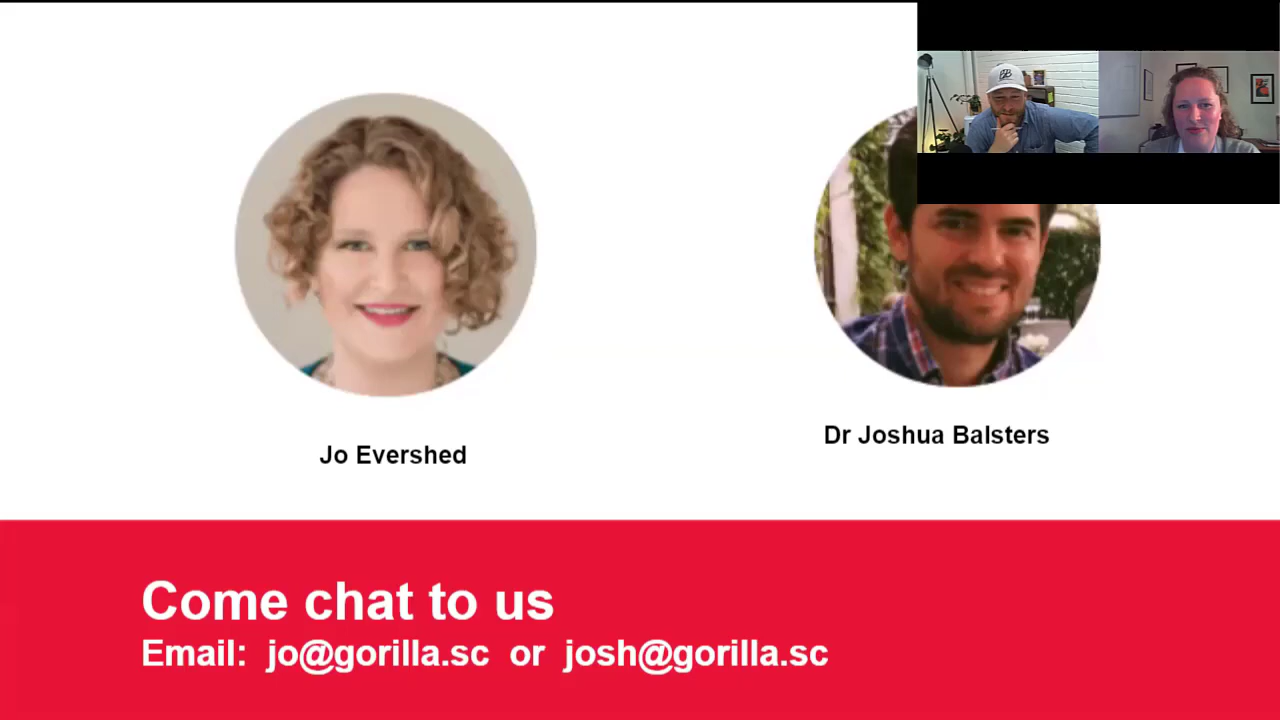 Jo Evershed
Dr Joshua Balsters
Come chat to us
Email: jo@gorilla.sc or josh@gorilla.sc